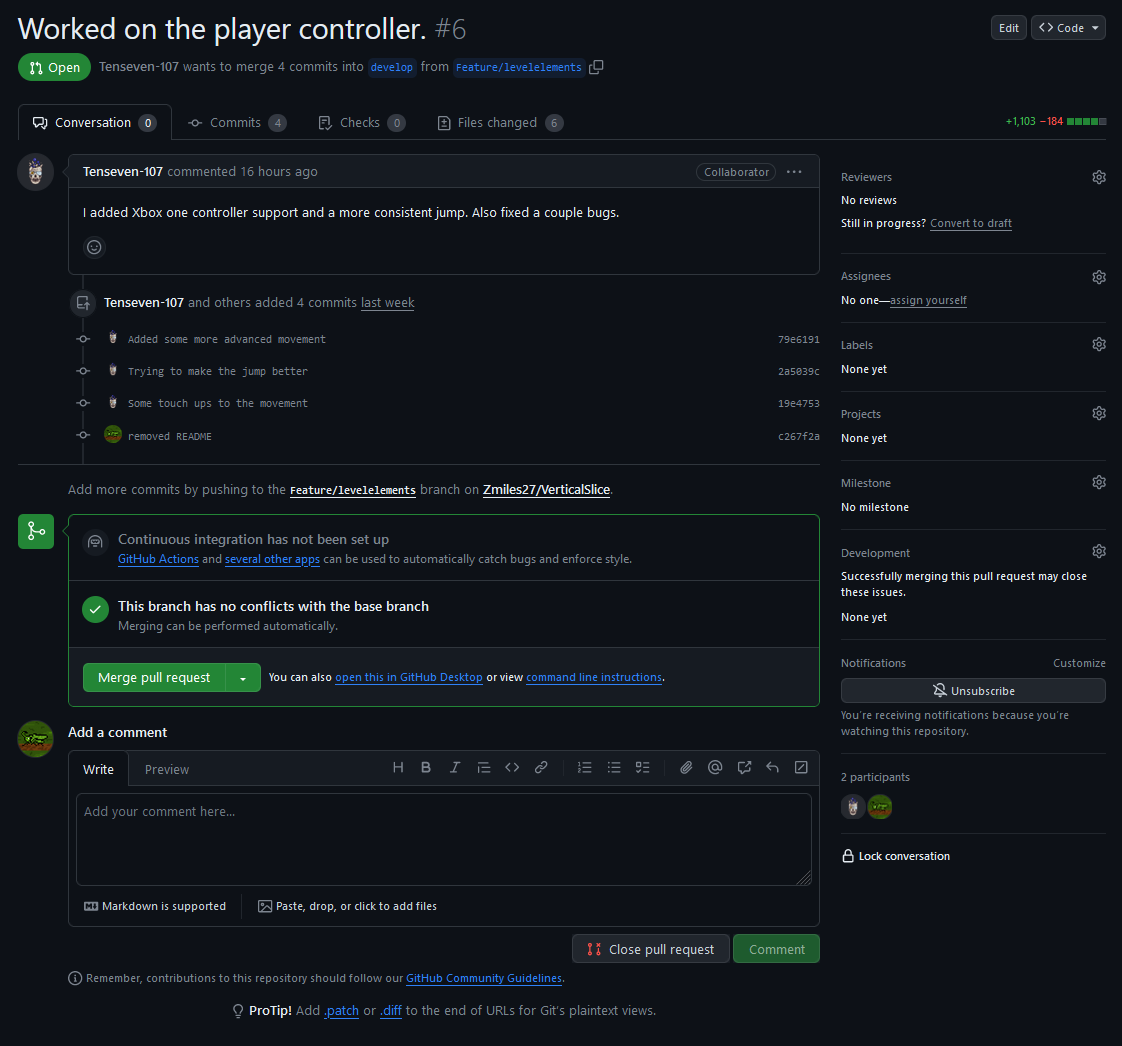 Worked on the player controller. #6
Edit
Code
Open
Tenseven-107 wants to merge 4 commits into develop from Feature/levelelements
Conversation 0
Commits 4
Checks 0
Files changed 6
+1,103 −184
Tenseven-107 commented 16 hours ago
Collaborator
I added Xbox one controller support and a more consistent jump. Also fixed a couple bugs.
Tenseven-107 and others added 4 commits last week
Added some more advanced movement 79e6191
Trying to make the jump better 2a5039c
Some touch ups to the movement 19e4753
removed README c267f2a
Add more commits by pushing to the Feature/levelelements branch on Zmiles27/VerticalSlice.
Continuous integration has not been set up
GitHub Actions and several other apps can be used to automatically catch bugs and enforce style.
This branch has no conflicts with the base branch
Merging can be performed automatically.
Merge pull request
You can also open this in GitHub Desktop or view command line instructions.
Add a comment
Write
Preview
Add your comment here...
Markdown is supported
Paste, drop, or click to add files
Close pull request
Comment
Remember, contributions to this repository should follow our GitHub Community Guidelines.
ProTip! Add .patch or .diff to the end of URLs for Git's plaintext views.
Reviewers
No reviews
Still in progress? Convert to draft
Assignees
No one—assign yourself
Labels
None yet
Projects
None yet
Milestone
No milestone
Development
Successfully merging this pull request may close
these issues.
None yet
Notifications
Customize
Unsubscribe
You're receiving notifications because you're
watching this repository.
2 participants
Lock conversation